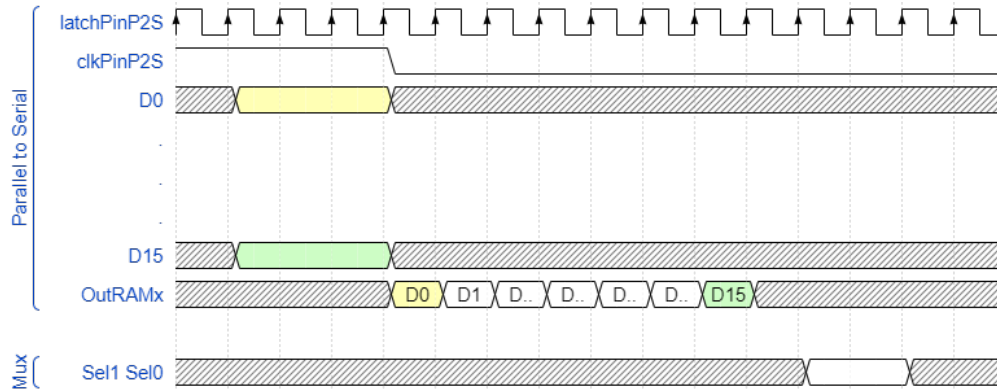 Parallel to Serial
latchPinP2S
clkPinP2S
D0
.
.
.
D15
OutRAMx
D0 D1 D.. D.. D.. D.. D15
Mux
Sel1 Sel0